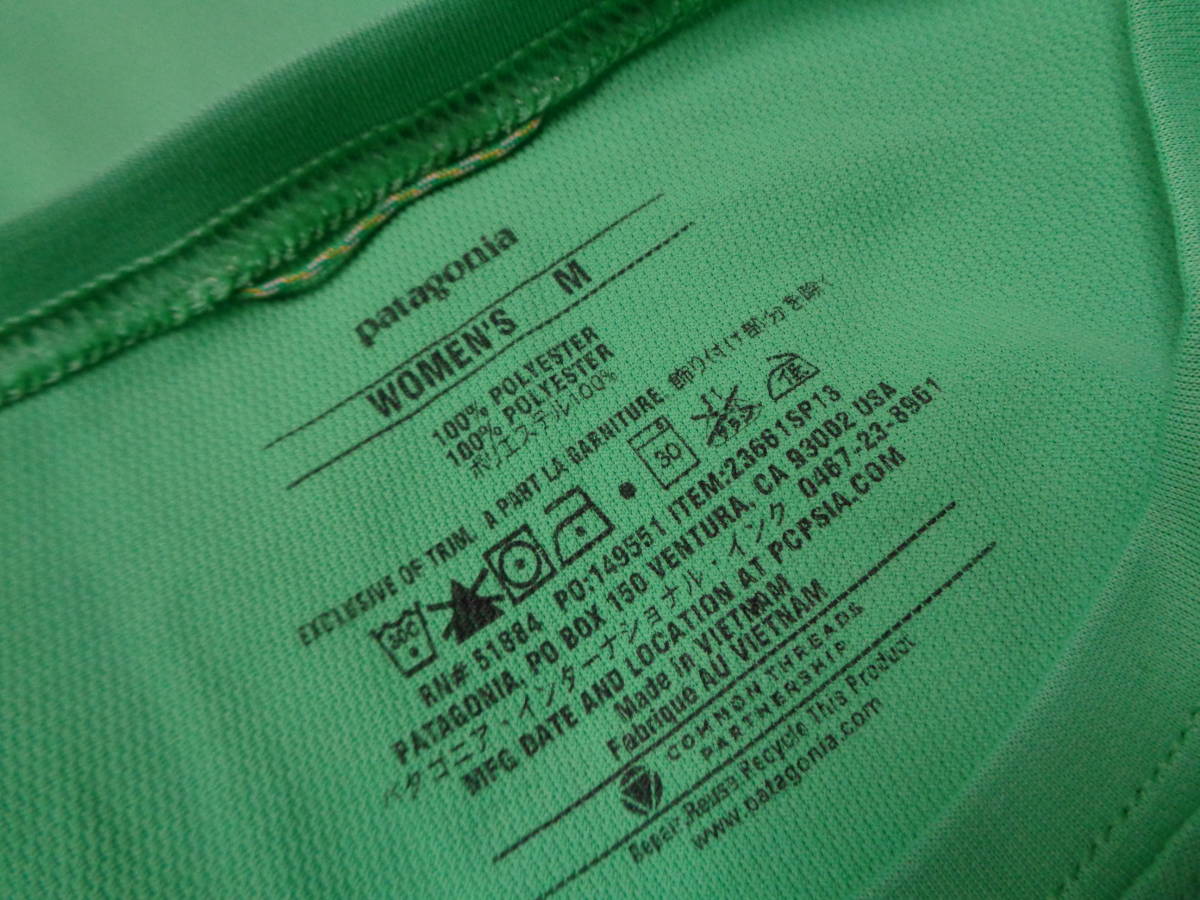 patagonia
WOMEN'S M
100% POLYESTER
100% POLYESTER
ポリエステル100%
EXCLUSIVE OF TRIM. A PART LA GARNITURE. 飾り付け部分を除く
30C 30 中
RN# 51884 PO:149551 ITEM:23661SP13
PATAGONIA, PO BOX 150 VENTURA, CA 93002 USA
パタゴニア・インターナショナル・インク 0467-23-8961
MFG DATE AND LOCATION AT PCPSIA.COM
Made in VIETNAM
Fabriqué AU VIETNAM
COMMON THREADS
PARTNERSHIP
Repair, Reuse, Recycle This Product
www.patagonia.com